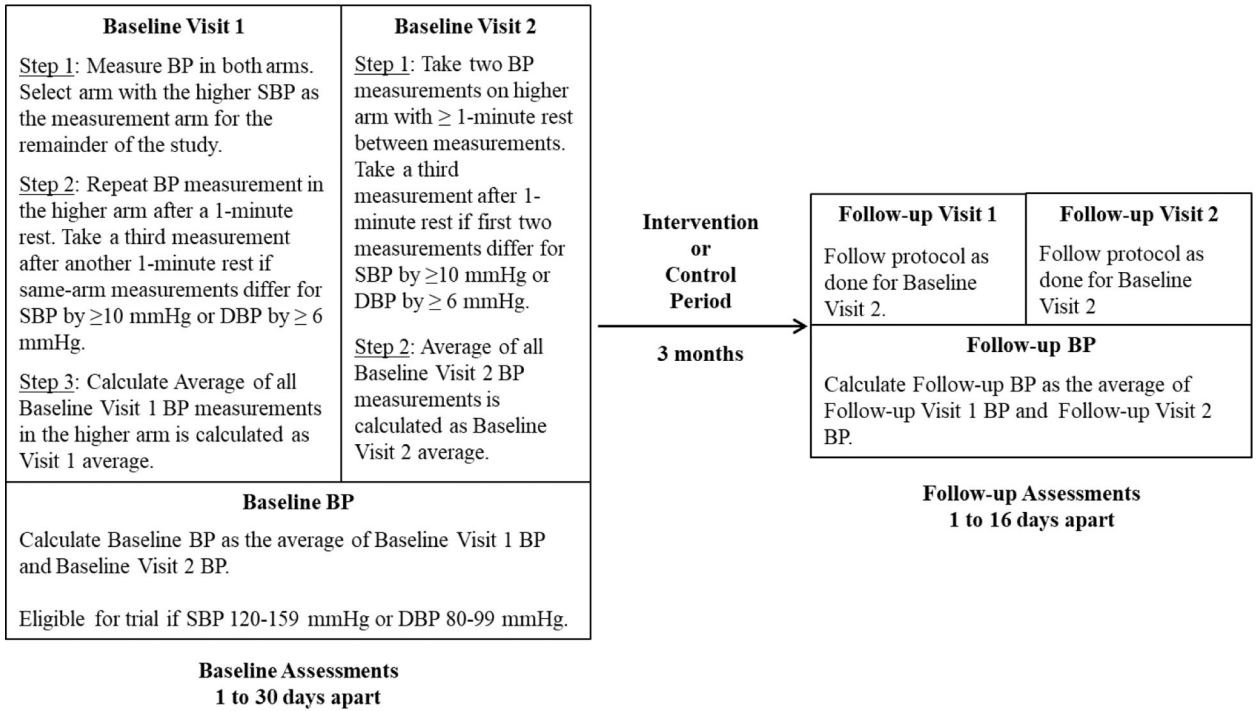 Baseline Visit 1
Step 1: Measure BP in both arms.
Select arm with the higher SBP as
the measurement arm for the
remainder of the study.
Step 2: Repeat BP measurement in
the higher arm after a 1-minute
rest. Take a third measurement
after another 1-minute rest if
same-arm measurements differ for
SBP by ≥10 mmHg or DBP by ≥ 6
mmHg.
Step 3: Calculate Average of all
Baseline Visit 1 BP measurements
in the higher arm is calculated as
Visit 1 average.
Baseline Visit 2
Step 1: Take two BP
measurements on higher
arm with ≥ 1-minute rest
between measurements.
Take a third
measurement after 1-
minute rest if first two
measurements differ for
SBP by ≥10 mmHg or
DBP by ≥ 6 mmHg.
Step 2: Average of all
Baseline Visit 2 BP
measurements is
calculated as Baseline
Visit 2 average.
Baseline BP
Calculate Baseline BP as the average of Baseline Visit 1 BP
and Baseline Visit 2 BP.
Eligible for trial if SBP 120-159 mmHg or DBP 80-99 mmHg.
Baseline Assessments
1 to 30 days apart
Intervention
or
Control
Period
3 months
Follow-up Visit 1
Follow protocol as
done for Baseline
Visit 2.
Follow-up Visit 2
Follow protocol as
done for Baseline
Visit 2
Follow-up BP
Calculate Follow-up BP as the average of
Follow-up Visit 1 BP and Follow-up Visit 2
BP.
Follow-up Assessments
1 to 16 days apart